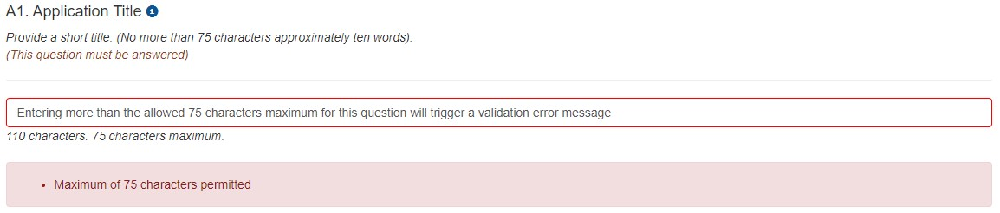 A1. Application Title
Provide a short title. (No more than 75 characters approximately ten words).
(This question must be answered)
Entering more than the allowed 75 characters maximum for this question will trigger a validation error message
110 characters. 75 characters maximum.
• Maximum of 75 characters permitted